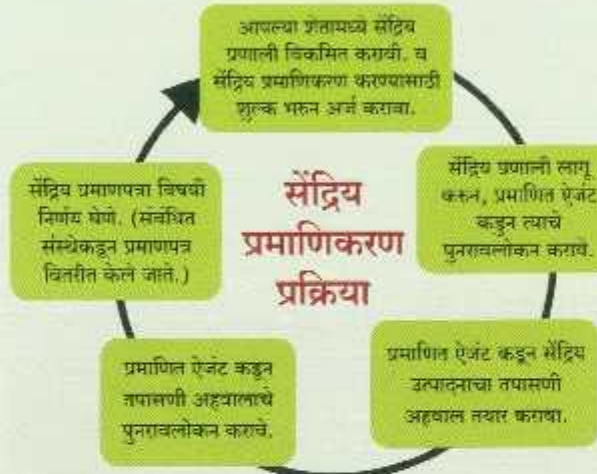 आपल्या शेतामध्ये सेंद्रिय
प्रणाली विकसित करावी. व
सेंद्रिय प्रमाणिकरण करण्यासाठी
शुल्क भरुन अर्ज करावा.
सेंद्रिय प्रणाली लागू
करुन, प्रमाणित ऐजंट
कडुन त्याचे
पुनरावलोकन करावे.
प्रमाणित ऐजंट कडून सेंद्रिय
उत्पादनाचा तपासणी
अहवाल तयार करावा.
प्रमाणित ऐजंट कडुन
तपासणी अहवालाचे
पुनरावलोकन करावे.
सेंद्रिय प्रमाणपत्रा विषयी
निर्णय घेणे. (संबंधित
संस्थेकडून प्रमाणपत्र
वितरीत केले जाते.)
सेंद्रिय
प्रमाणिकरण
प्रक्रिया